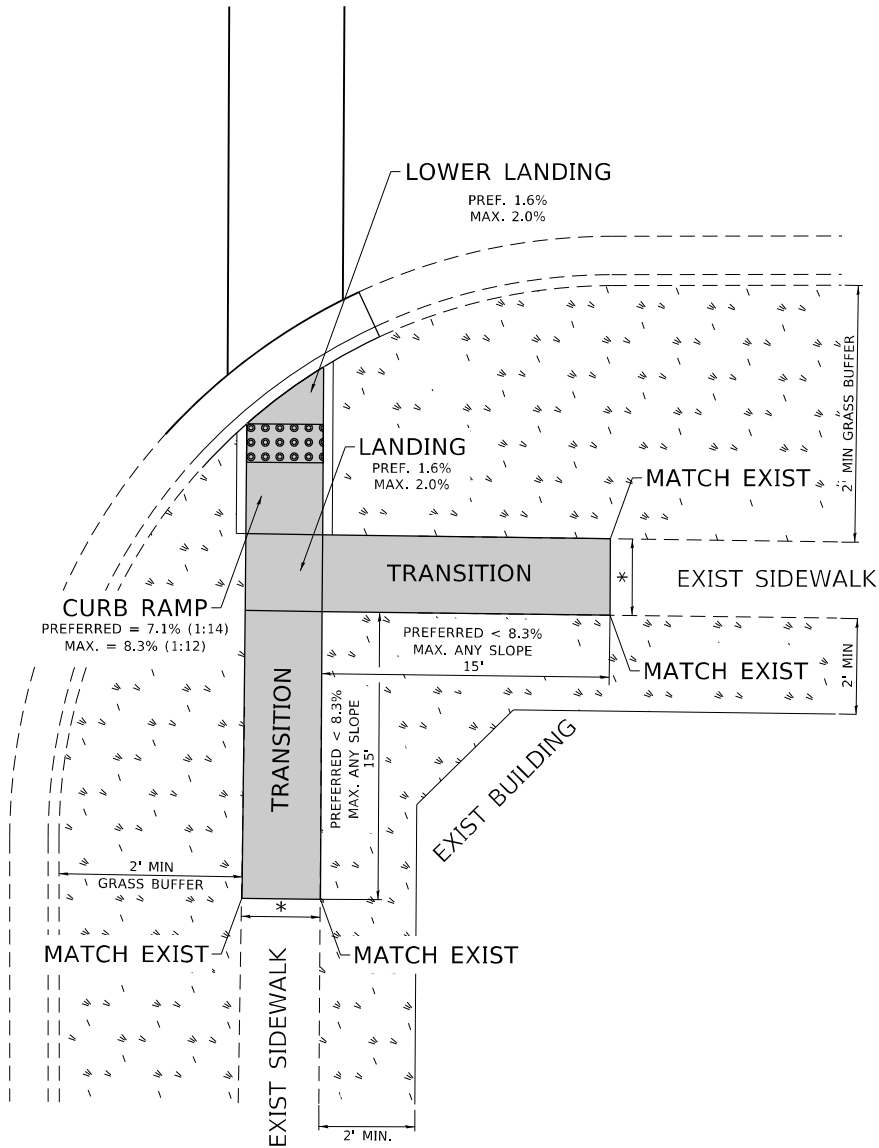 LOWER LANDING
PREF. 1.6%
MAX. 2.0%
2' MIN GRASS BUFFER
LANDING
PREF. 1.6%
MAX. 2.0%
MATCH EXIST
TRANSITION
*
EXIST SIDEWALK
CURB RAMP
PREFERRED = 7.1% (1:14)
MAX. = 8.3% (1:12)
PREFERRED < 8.3%
MAX. ANY SLOPE
15'
MATCH EXIST
2' MIN
TRANSITION
PREFERRED < 8.3%
MAX. ANY SLOPE
15'
EXIST BUILDING
2' MIN
GRASS BUFFER
*
MATCH EXIST
MATCH EXIST
EXIST SIDEWALK
2' MIN.